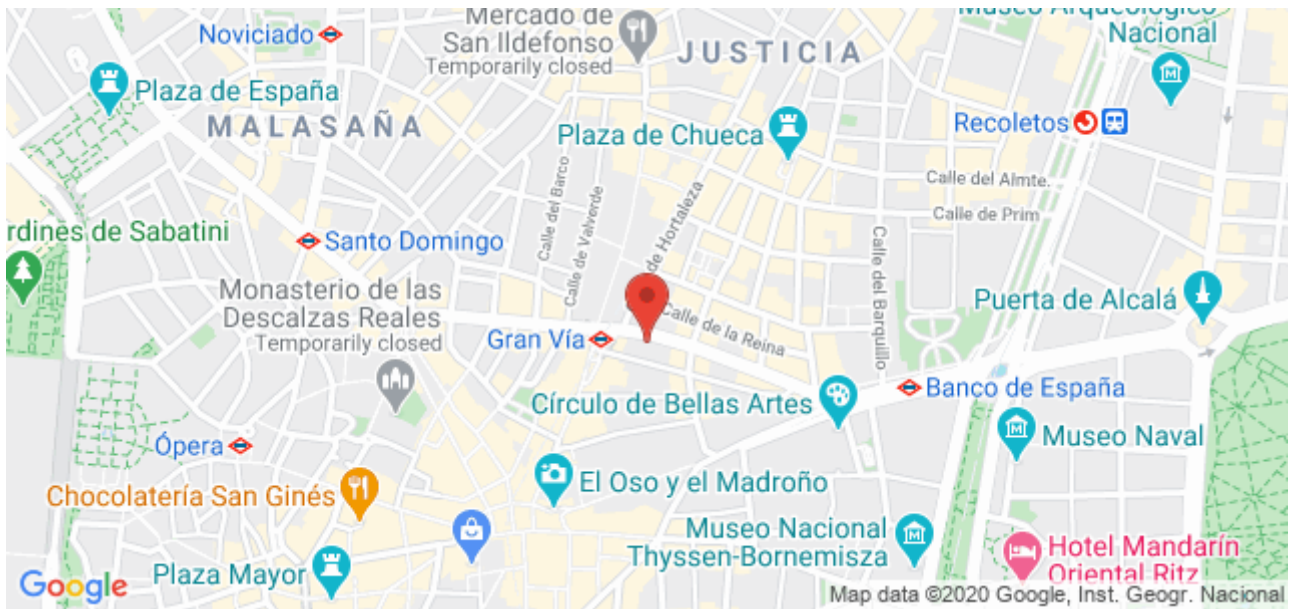 Mercado de
San Ildefonso
Temporarily closed
Noviciado
JUSTICIA
Nacional
Plaza de España
MALASAÑA
Plaza de Chueca
Recoletos
Calle del Barco
Calle de Valverde
de Hortaleza
Calle del Almte.
Calle de Prim
rdines de Sabatini
Santo Domingo
Calle del Barquillo
Monasterio de las
Descalzas Reales
Temporarily closed
Puerta de Alcalá
Gran Vía
Calle de la Reina
Círculo de Bellas Artes
Banco de España
Ópera
Museo Naval
Chocolatería San Ginés
El Oso y el Madroño
Museo Nacional
Thyssen-Bornemisza
Plaza Mayor
Hotel Mandarín
Oriental Ritz
Google
Map data ©2020 Google, Inst. Geogr. Nacional